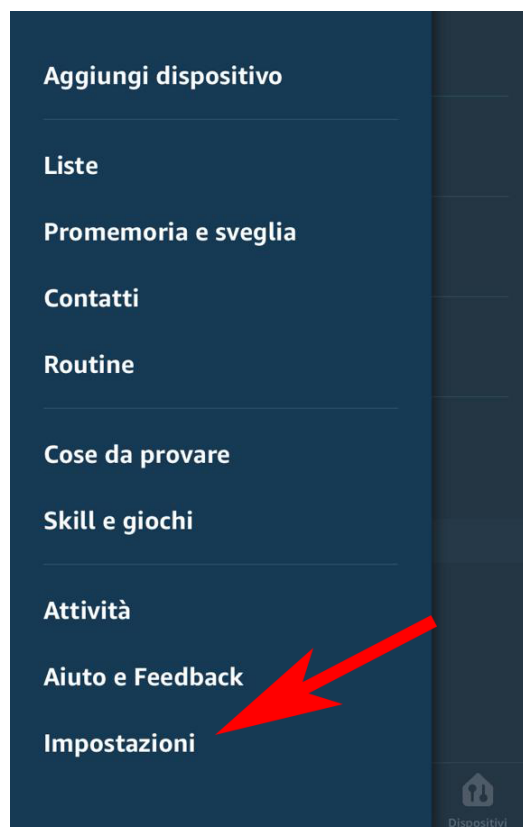 Aggiungi dispositivo
Liste
Promemoria e sveglia
Contatti
Routine
Cose da provare
Skill e giochi
Attività
Aiuto e Feedback
Impostazioni
Dispositivi